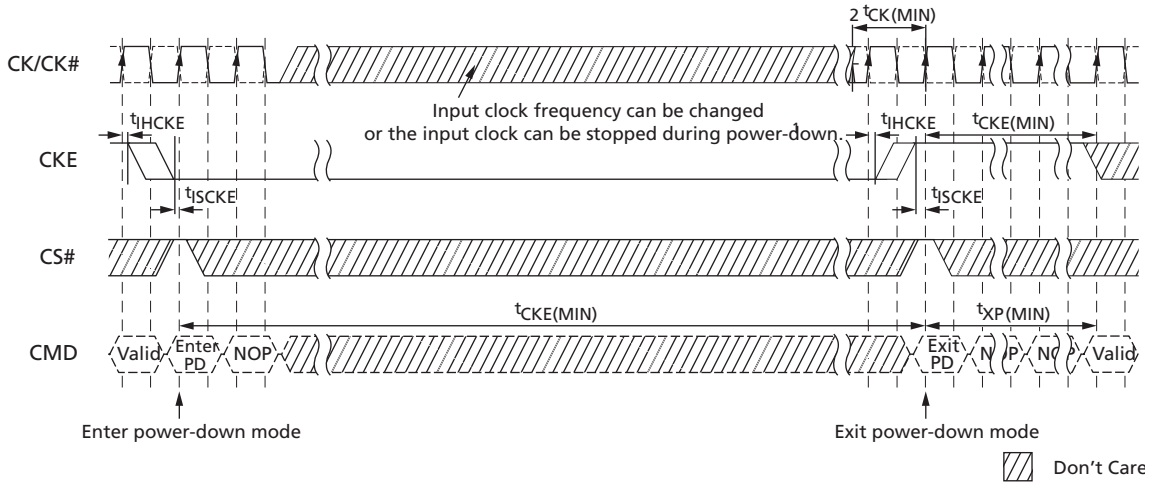 2 tCK(MIN)
CK/CK#
Input clock frequency can be changed
or the input clock can be stopped during power-down.
tIHCKE
tIHCKE
tCKE(MIN)
CKE
tISCKE
tISCKE
CS#
tCKE(MIN)
tXP(MIN)
CMD
Valid
Enter
PD
NOP
Exit
PD
NOP
NOP
Valid
Enter power-down mode
Exit power-down mode
Don't Care